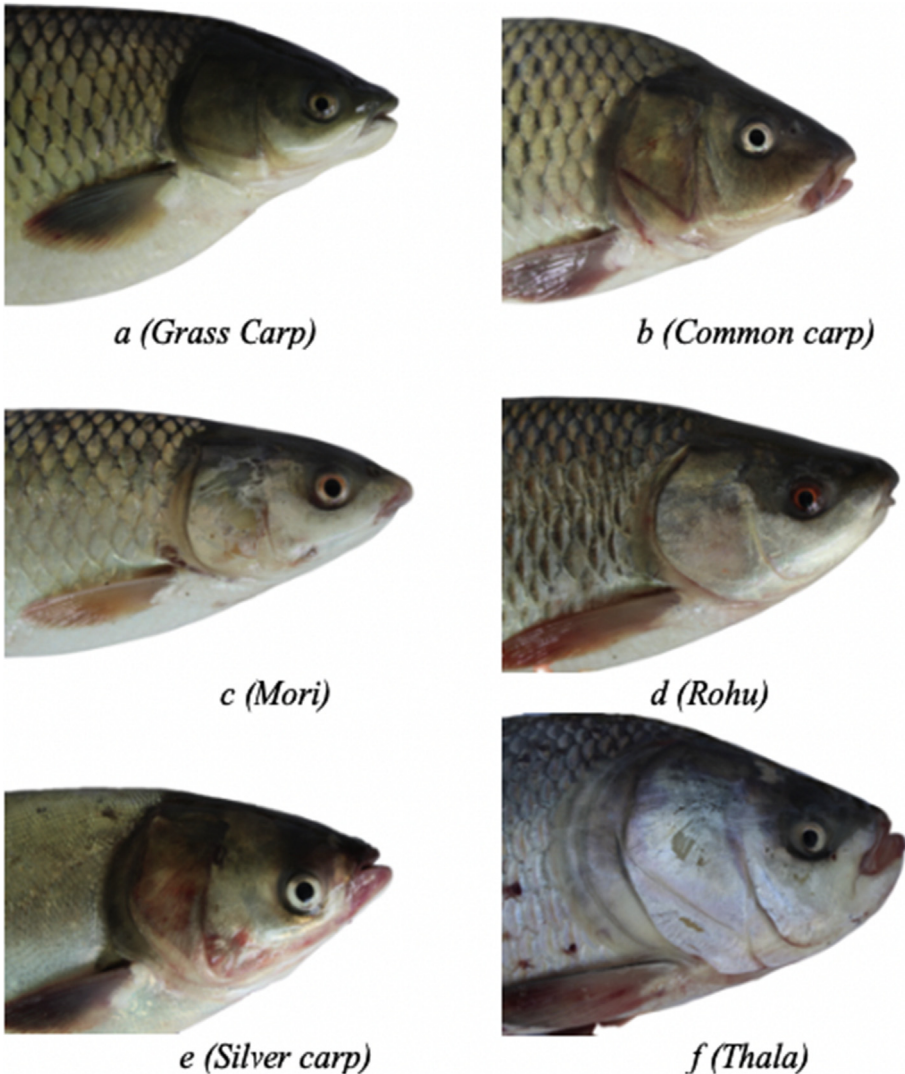 a (Grass Carp)
b (Common carp)
c (Mori)
d (Rohu)
e (Silver carp)
f (Thala)